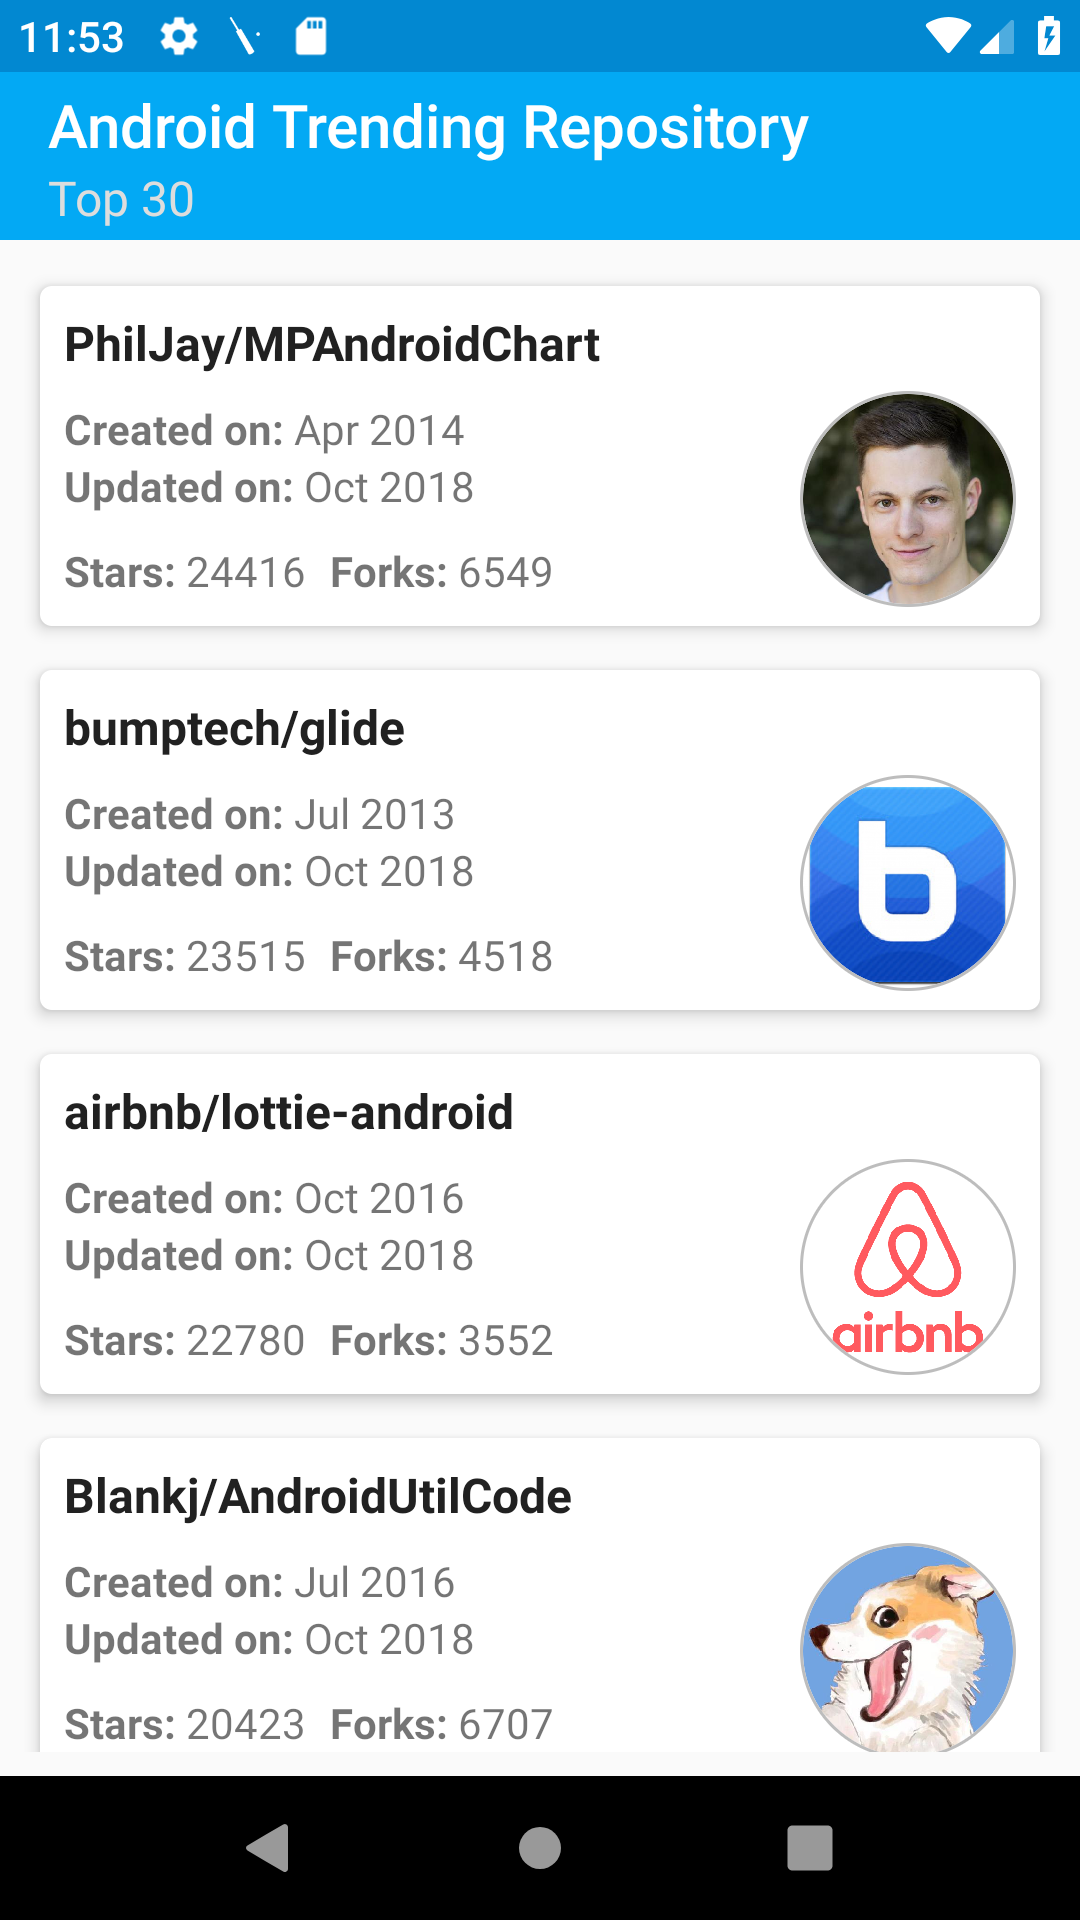 11:53
Android Trending Repository
Top 30
PhilJay/MPAndroidChart
Created on: Apr 2014
Updated on: Oct 2018
Stars: 24416 Forks: 6549
bumptech/glide
Created on: Jul 2013
Updated on: Oct 2018
b
Stars: 23515 Forks: 4518
airbnb/lottie-android
Created on: Oct 2016
Updated on: Oct 2018
Stars: 22780 Forks: 3552
airbnb
Blankj/AndroidUtilCode
Created on: Jul 2016
Updated on: Oct 2018
Stars: 20423 Forks: 6707